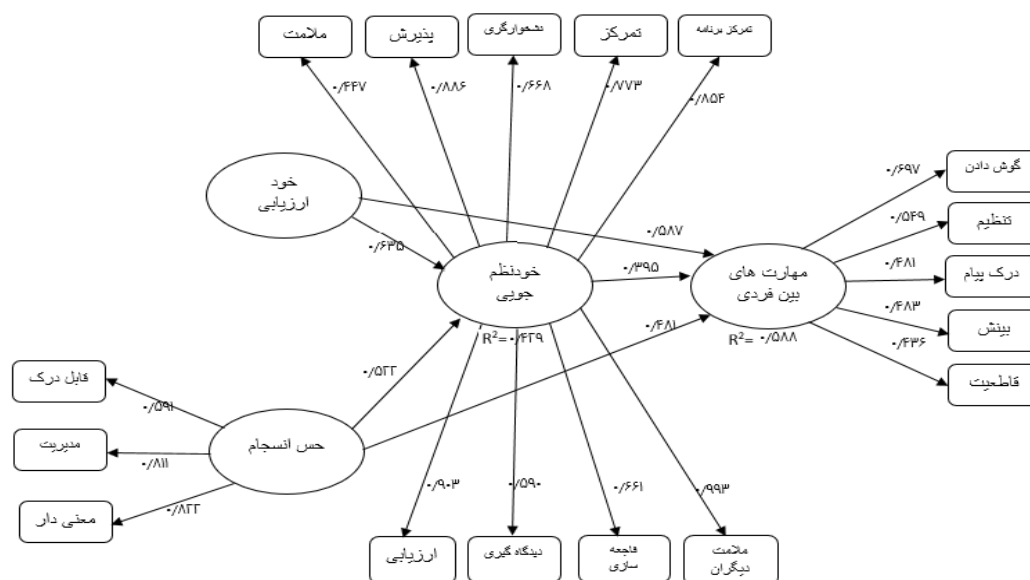 ملامت
پذیرش
نشخوارگری
تمرکز
تمرکز برنامه
۰/۴۴۷
۰/۸۸۶
۰/۶۶۸
۰/۷۷۳
۰/۸۵۴
خود
ارزیابی
۰/۶۳۵
۰/۵۸۷
گوش دادن
۰/۶۹۷
تنظیم
۰/۵۴۹
درک پیام
۰/۴۸۱
بینش
۰/۴۸۳
قاطعیت
۰/۴۳۶
خودنظم
جویی
R²=۰/۴۲۹
۰/۳۹۵
مهارت های
بین فردی
R²= ۰/۵۸۸
۰/۴۸۱
۰/۵۲۲
قابل درک
۰/۵۹۱
مدیریت
۰/۸۱۱
معنی دار
۰/۸۲۲
حس انسجام
۰/۹۰۳
۰/۵۹۰
۰/۶۶۱
۰/۹۹۳
ارزیابی
دیدگاه گیری
فاجعه
سازی
ملامت
دیگران